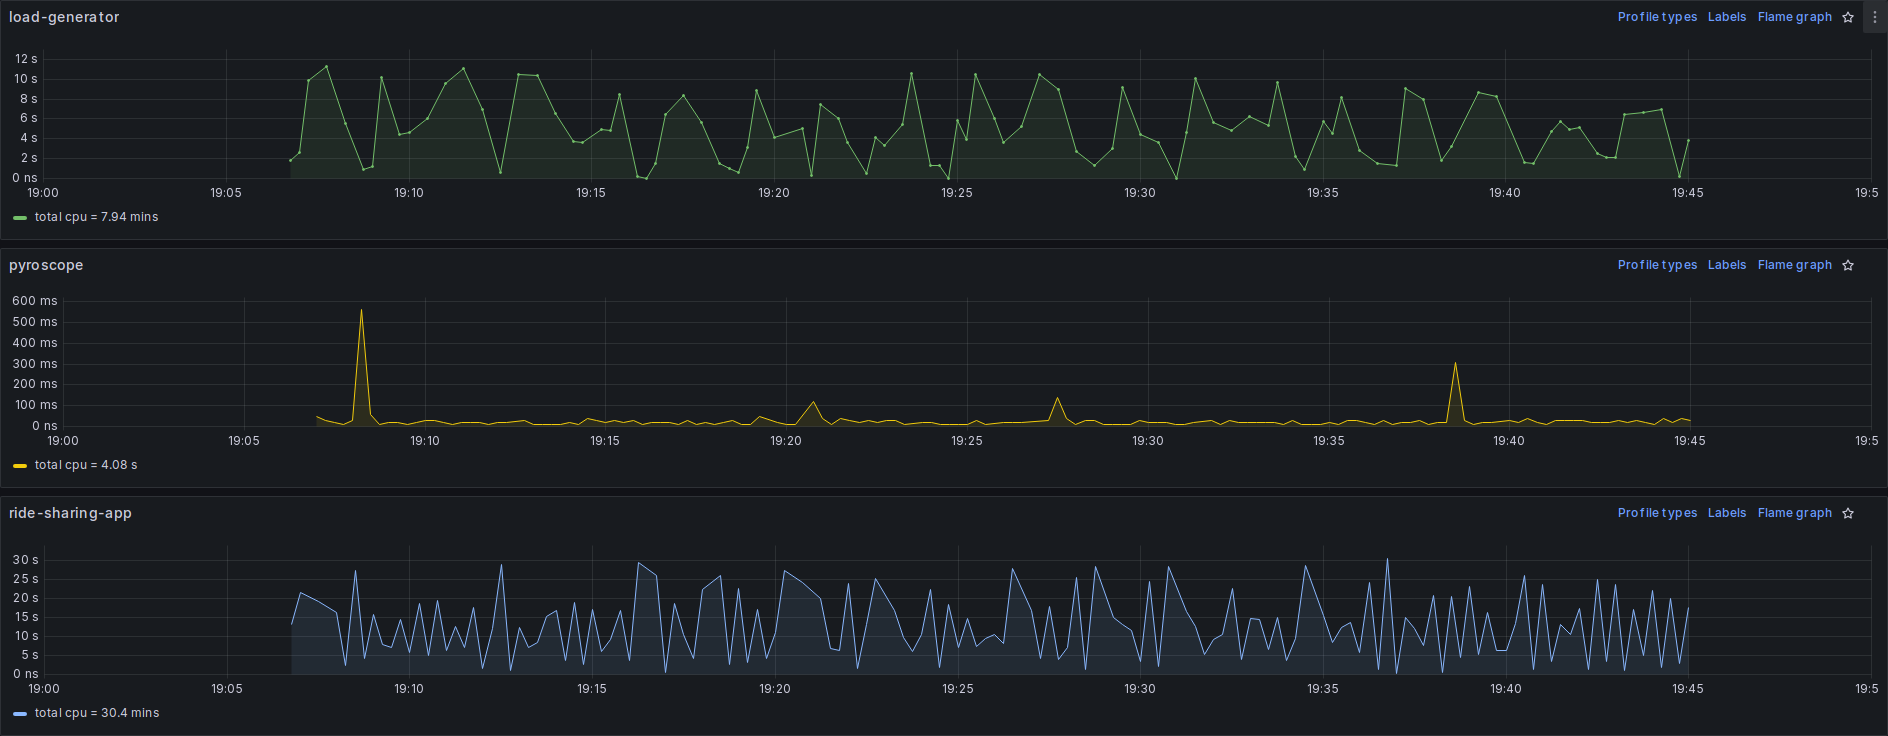 load-generator Profile types Labels Flame graph
12 s
10 s
8 s
6 s
4 s
2 s
0 ns
19:00 19:05 19:10 19:15 19:20 19:25 19:30 19:35 19:40 19:45 19:5
total cpu = 7.94 mins
pyroscope Profile types Labels Flame graph
600 ms
500 ms
400 ms
300 ms
200 ms
100 ms
0 ns
19:00 19:05 19:10 19:15 19:20 19:25 19:30 19:35 19:40 19:45 19:5
total cpu = 4.08 s
ride-sharing-app Profile types Labels Flame graph
30 s
25 s
20 s
15 s
10 s
5 s
0 ns
19:00 19:05 19:10 19:15 19:20 19:25 19:30 19:35 19:40 19:45 19:5
total cpu = 30.4 mins